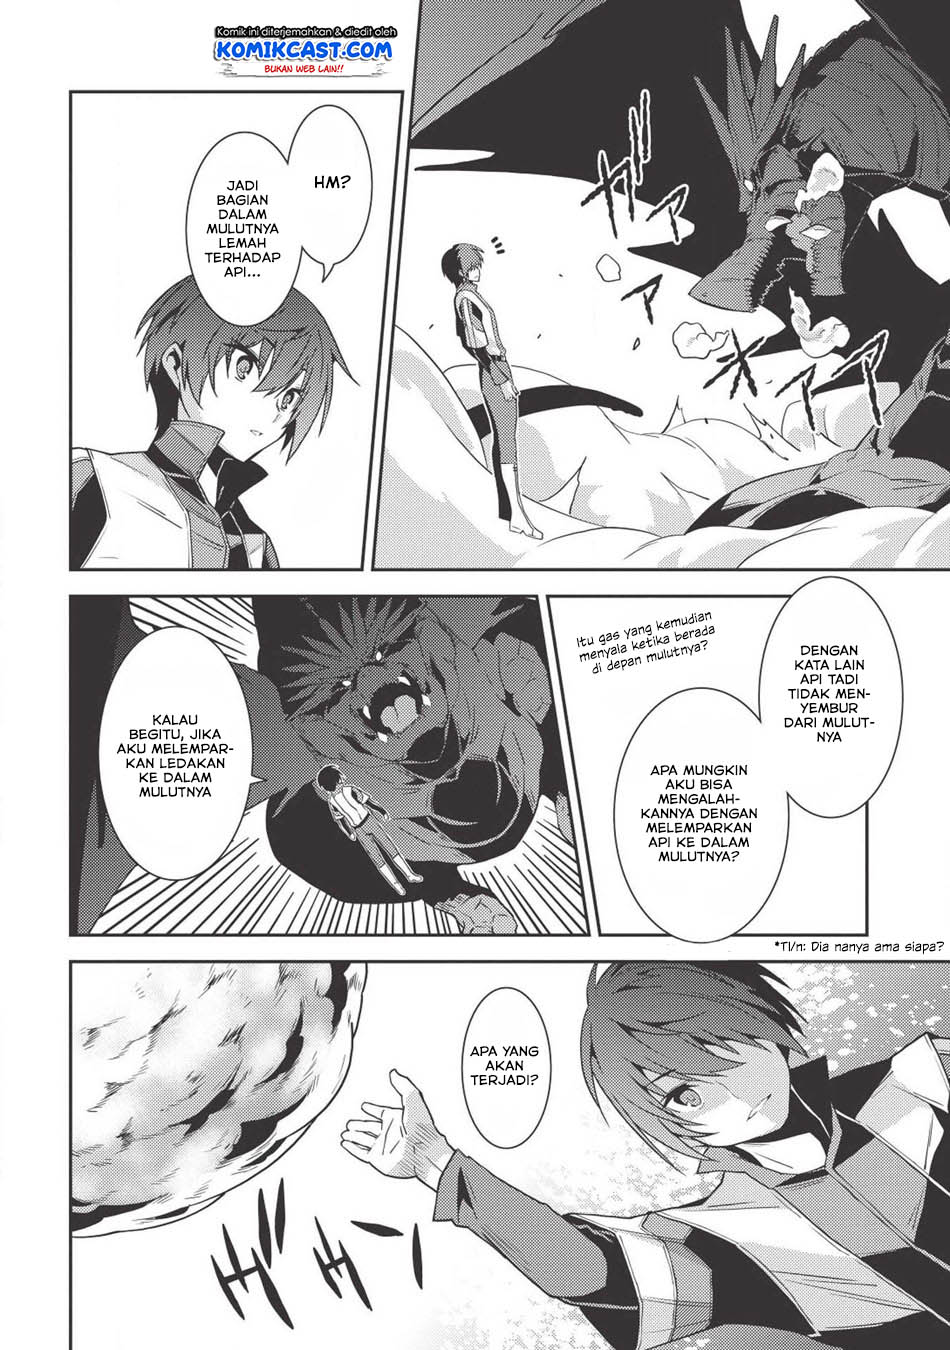 Komik ini diterjemahkan & diedit oleh
KOMIKCAST.COM
BUKAN WEB LAIN!!
HM?
JADI
BAGIAN
DALAM
MULUTNYA
LEMAH
TERHADAP
API...
DENGAN
KATA LAIN
API TADI
TIDAK MEN-
YEMBUR
DARI MULUT-
NYA
Itu gas yang kemudian
menyala ketika berada
di depan mulutnya?
APA MUNGKIN
AKU BISA
MENGALAH-
KANNYA DENGAN
MELEMPARKAN
API KE DALAM
MULUTNYA?
KALAU
BEGITU, JIKA
AKU MELEMPAR-
KAN LEDAKAN
KE DALAM
MULUTNYA
*Tl/n: Dia nanya ama siapa?
APA YANG
AKAN
TERJADI?